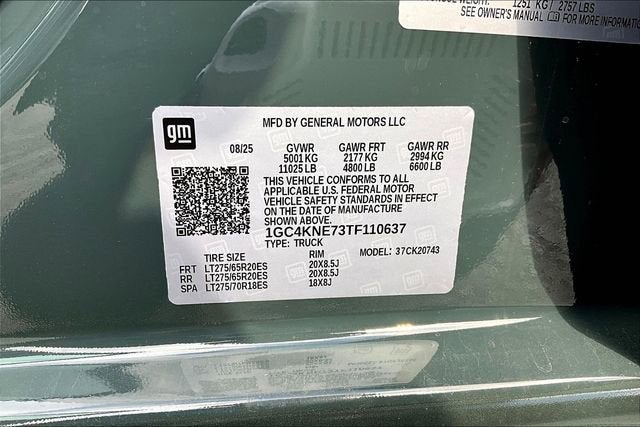 1251 KG / 2757 LBS
SEE OWNER'S MANUAL FOR MORE INFORMATION
gm
MFD BY GENERAL MOTORS LLC
08/25 GVWR GAWR FRT GAWR RR
5001 KG 2177 KG 2994 KG
11025 LB 4800 LB 6600 LB
THIS VEHICLE CONFORMS TO ALL
APPLICABLE U.S. FEDERAL MOTOR
VEHICLE SAFETY STANDARDS IN EFFECT
ON THE DATE OF MANUFACTURE
SHOWN ABOVE.
1GC4KNE73TF110637
TYPE: TRUCK MODEL: 37CK20743
TIRE SIZE RIM
FRT LT275/65R20ES 20X8.5J
RR LT275/65R20ES 20X8.5J
SPA LT275/70R18ES 18X8J